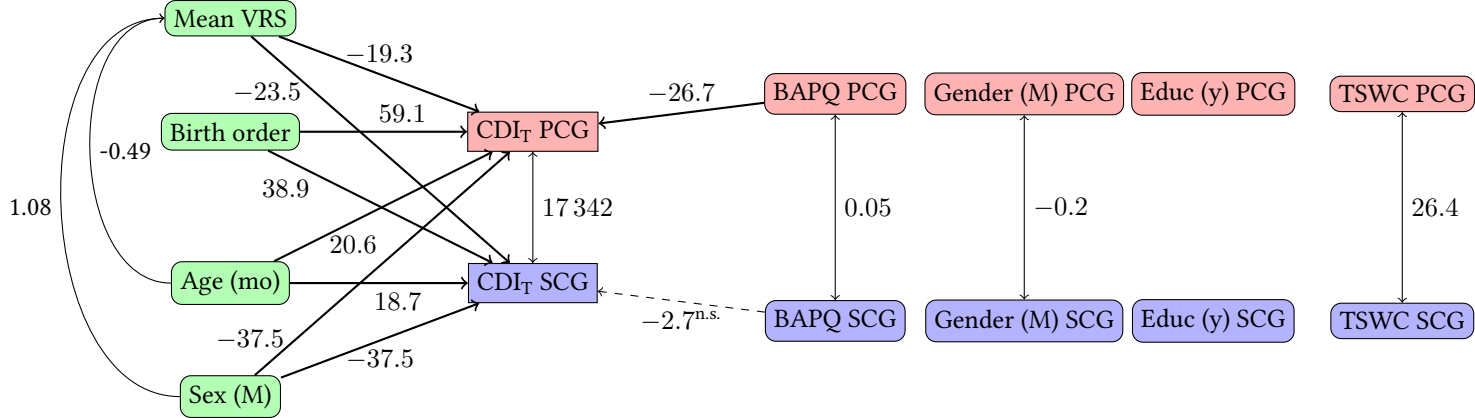 Mean VRS
−19.3
−23.5
59.1
−26.7
BAPQ PCG
Gender (M) PCG
Educ (y) PCG
TSWC PCG
Birth order
CDI_T PCG
-0.49
38.9
1.08
17 342
0.05
−0.2
26.4
20.6
Age (mo)
CDI_T SCG
18.7
−2.7 n.s.
BAPQ SCG
Gender (M) SCG
Educ (y) SCG
TSWC SCG
−37.5
−37.5
Sex (M)